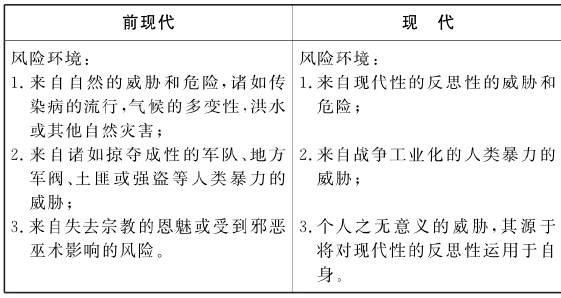 前现代
现 代
风险环境：
1. 来自自然的威胁和危险，诸如传
染病的流行，气候的多变性，洪水
或其他自然灾害；
2. 来自诸如掠夺成性的军队、地方
军阀、土匪或强盗等人类暴力的
威胁；
3. 来自失去宗教的恩魅或受到邪恶
巫术影响的风险。
风险环境：
1. 来自现代性的反思性的威胁和
危险；
2. 来自战争工业化的人类暴力的
威胁；
3. 个人之无意义的威胁，其源于
将对现代性的反思性运用于自
身。